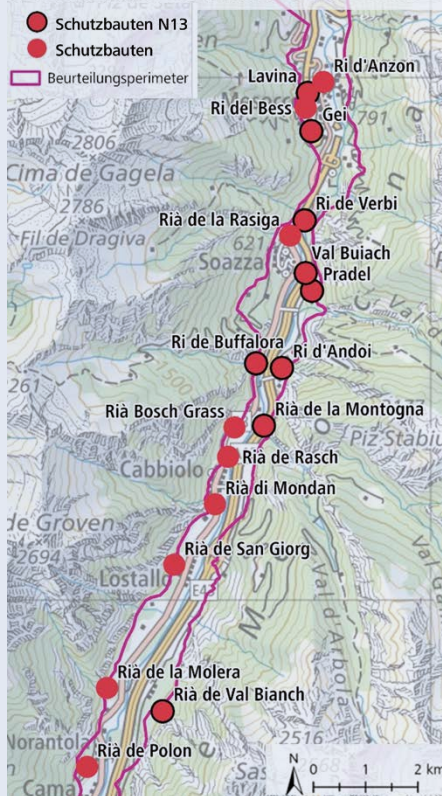 Schutzbauten N13
Schutzbauten
Beurteilungsperimeter
Lavina
Ri d'Anzon
Ri del Bess
Gei
791
2806
Cima de Gagela
2786
Fil de Dragiva
Ri de Verbi
Rià de la Rasiga
621
Soazza
Val Buiach
Pradel
Ri de Buffalora
Ri d'Andoi
261
1500
Rià Bosch Grass
Rià de la Montogna
Piz Stabi
Cabbiolo
Rià de Rasch
Rià di Mondan
de Groven
2694
Rià de San Giorg
Lostallo
E43
Val d'Arbola
Rià de la Molera
Rià de Val Bianch
Norantola
2516
Rià de Polon
Cama
N
0 1 2 km